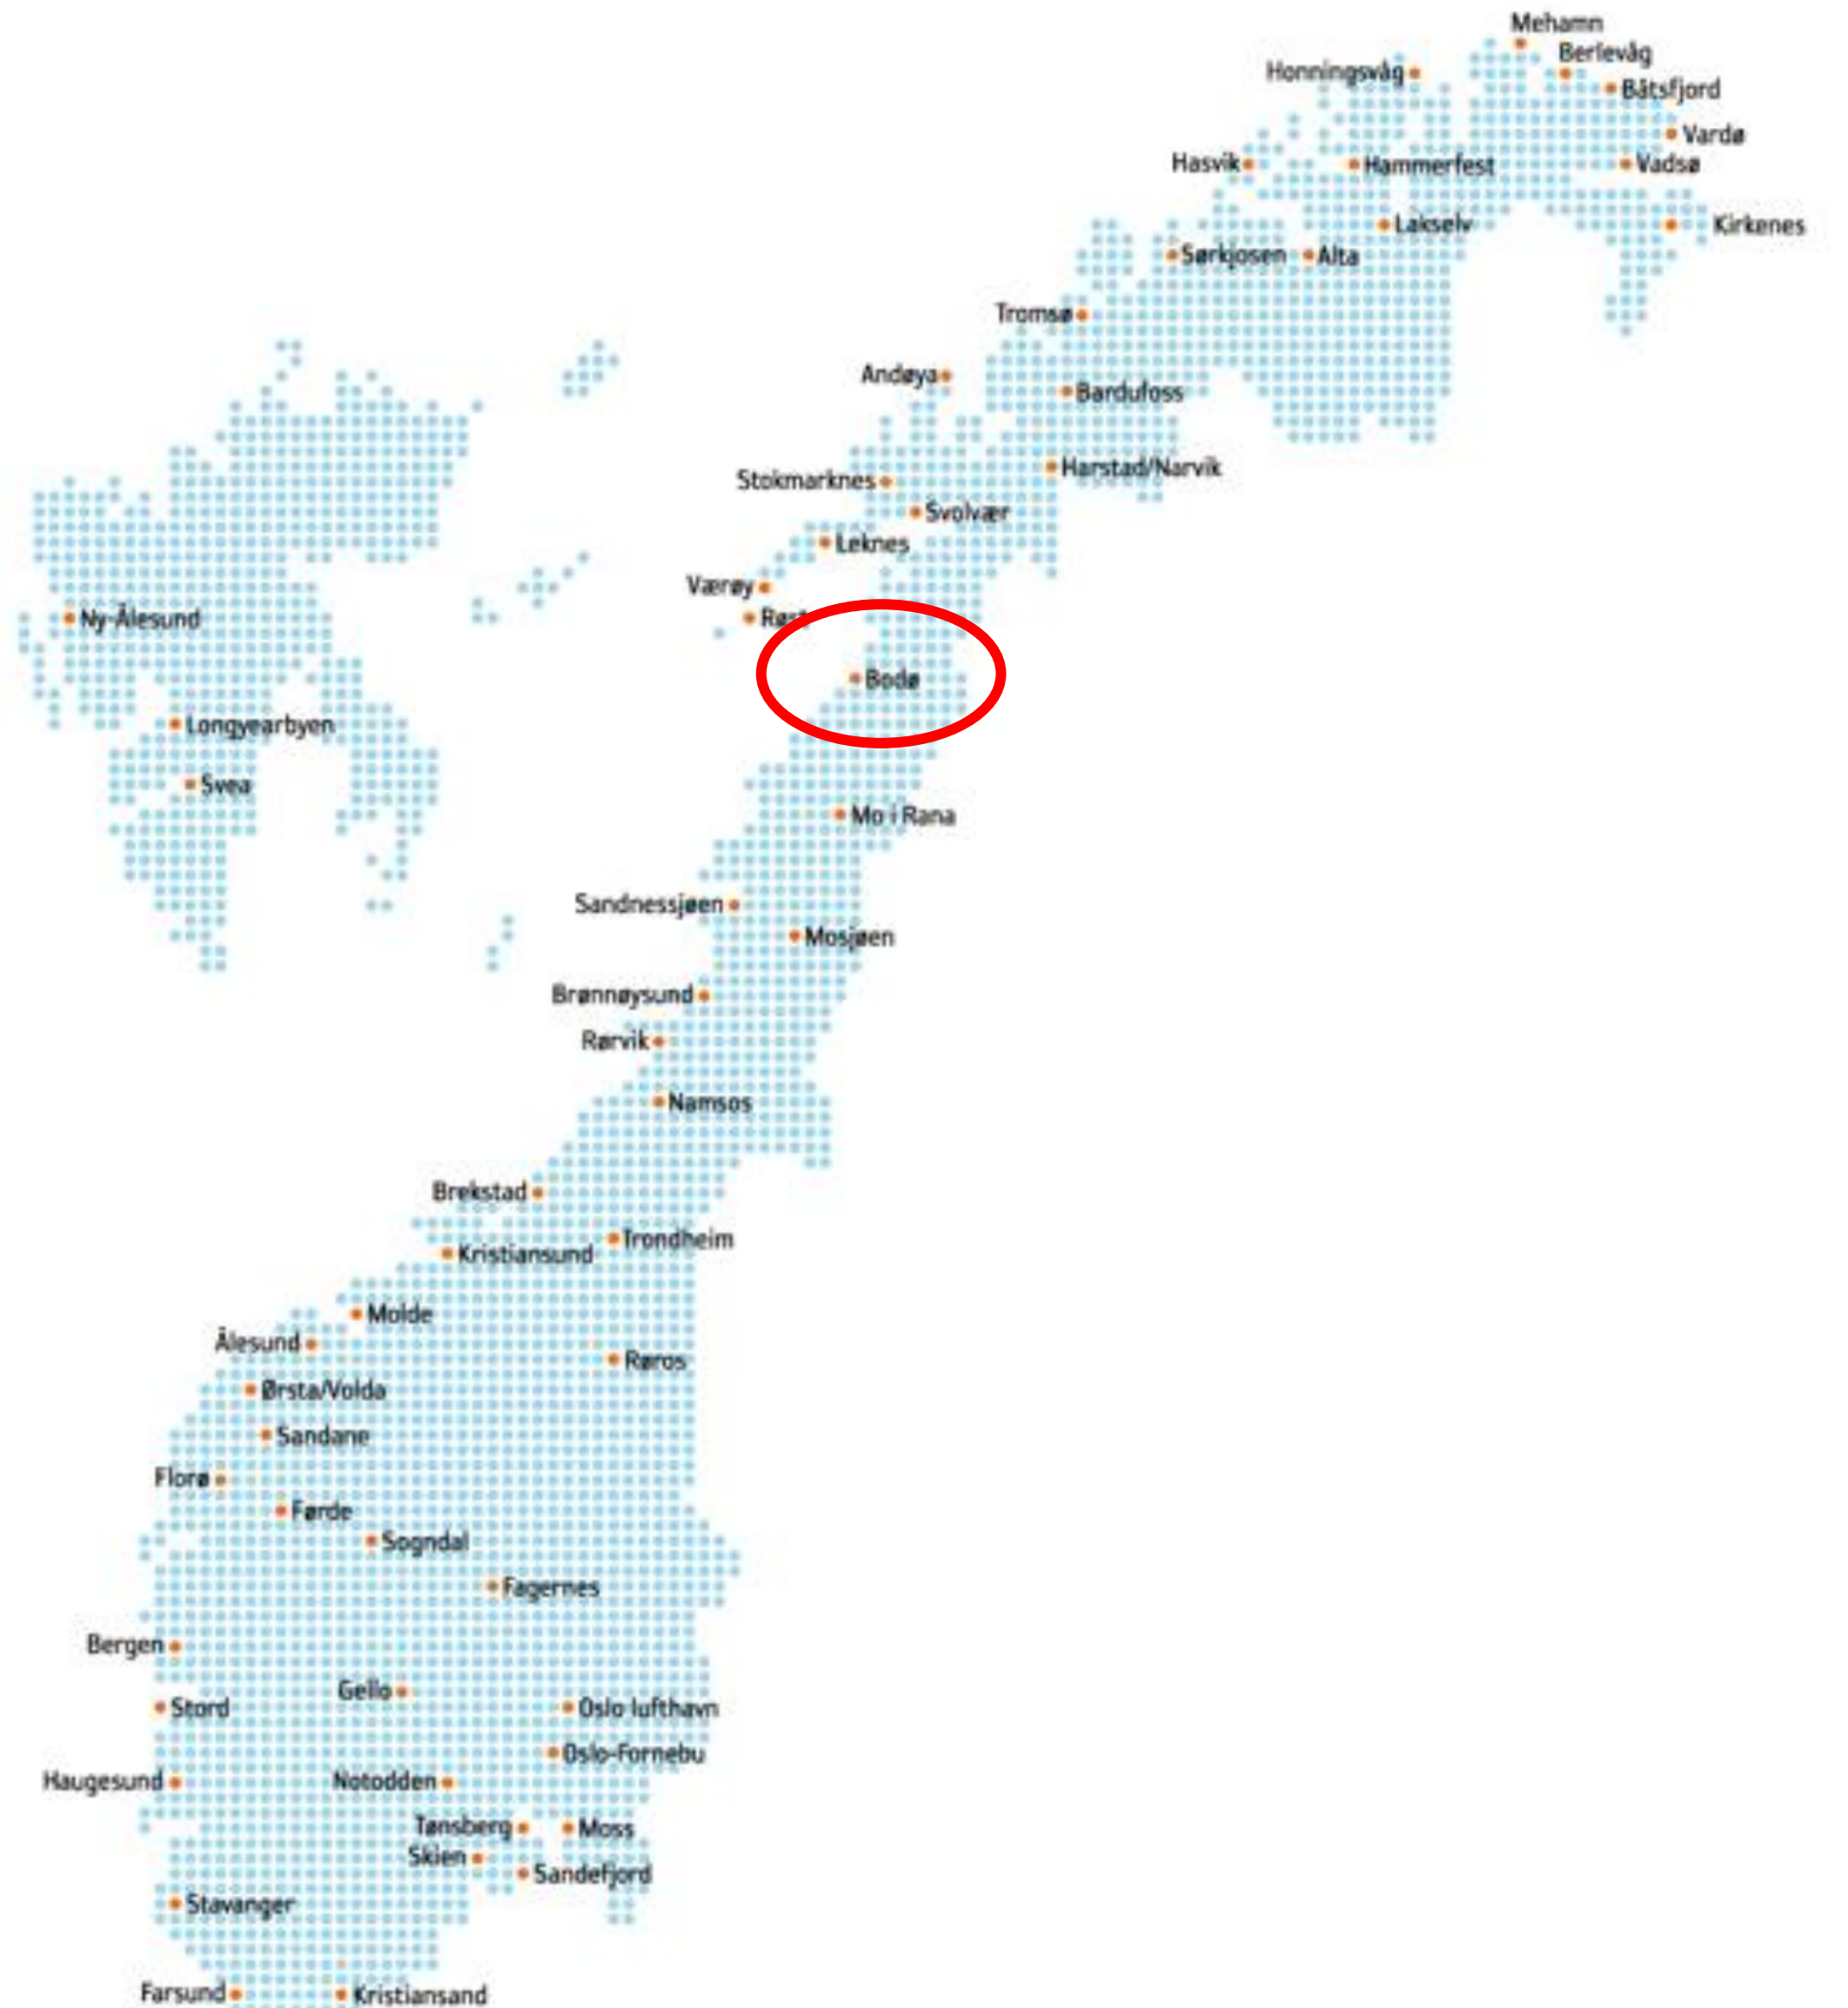 Mehamn
Berlevåg
Honningsvåg
Båtsfjord
Vardø
Hasvik
Hammerfest
Vadsø
Lakselv
Kirkenes
Sørkjosen
Alta
Tromsø
Andøya
Bardufoss
Harstad/Narvik
Stokmarknes
Svolvær
Leknes
Værøy
Røst
Ny-Ålesund
Bodø
Longyearbyen
Svea
Mo i Rana
Sandnessjøen
Mosjøen
Brønnøysund
Rørvik
Namsos
Brekstad
Trondheim
Kristiansund
Molde
Ålesund
Røros
Ørsta/Volda
Sandane
Florø
Førde
Sogndal
Fagernes
Bergen
Gello
Stord
Oslo lufthavn
Oslo-Fornebu
Haugesund
Notodden
Tønsberg
Moss
Skien
Sandefjord
Stavanger
Farsund
Kristiansand